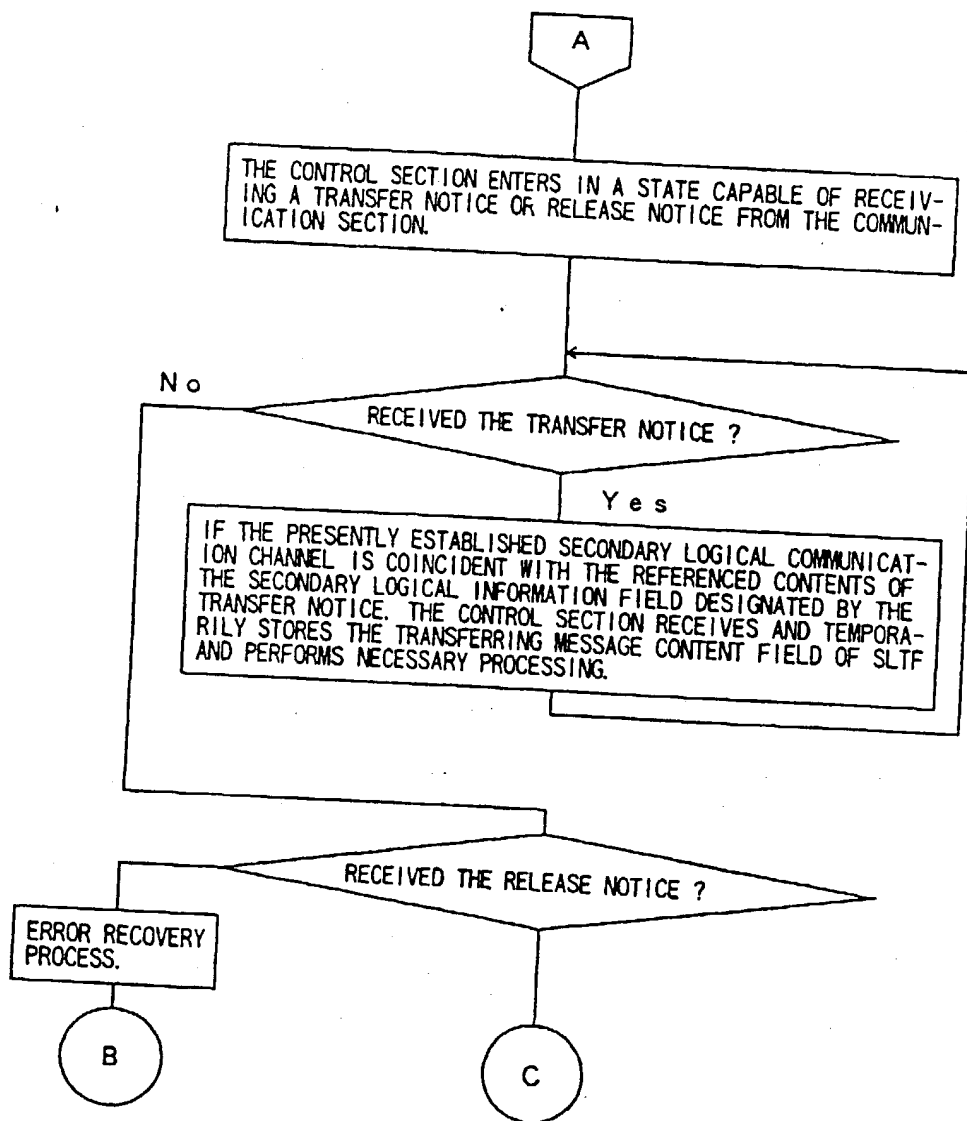 A
THE CONTROL SECTION ENTERS IN A STATE CAPABLE OF RECEIV-
ING A TRANSFER NOTICE OR RELEASE NOTICE FROM THE COMMUN-
ICATION SECTION.
No
RECEIVED THE TRANSFER NOTICE ?
Yes
IF THE PRESENTLY ESTABLISHED SECONDARY LOGICAL COMMUNICAT-
ION CHANNEL IS COINCIDENT WITH THE REFERENCED CONTENTS OF
THE SECONDARY LOGICAL INFORMATION FIELD DESIGNATED BY THE
TRANSFER NOTICE. THE CONTROL SECTION RECEIVES AND TEMPORA-
RILY STORES THE TRANSFERRING MESSAGE CONTENT FIELD OF SLTF
AND PERFORMS NECESSARY PROCESSING.
RECEIVED THE RELEASE NOTICE ?
ERROR RECOVERY
PROCESS.
B
C